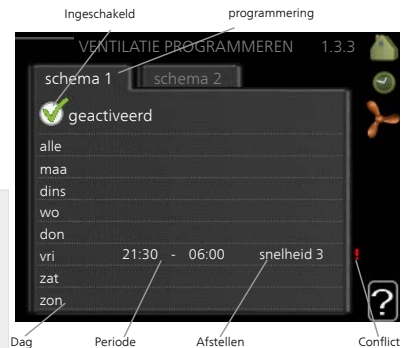 Ingeschakeld programmering
VENTILATIE PROGRAMMEREN 1.3.3
schema 1 schema 2
geactiveerd
alle
maa
dins
wo
don
vri 21:30 - 06:00 snelheid 3 !
zat
zon
?
Dag Periode Afstellen Conflict